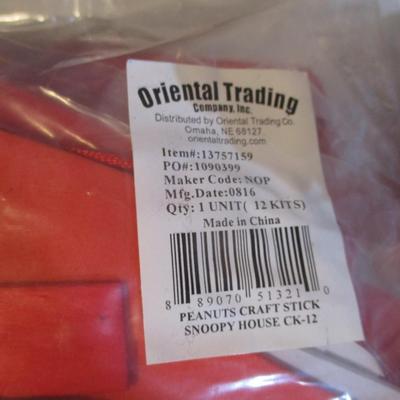 Oriental Trading
Company, Inc.
Distributed by Oriental Trading Co.
Omaha, NE 68127
orientaltrading.com
Item#:13757159
PO#:1090399
Maker Code: NOP
Mfg.Date:0816
Qty: 1 UNIT( 12 KITS)
Made in China
8 89070 51321 0
PEANUTS CRAFT STICK
SNOOPY HOUSE CK-12